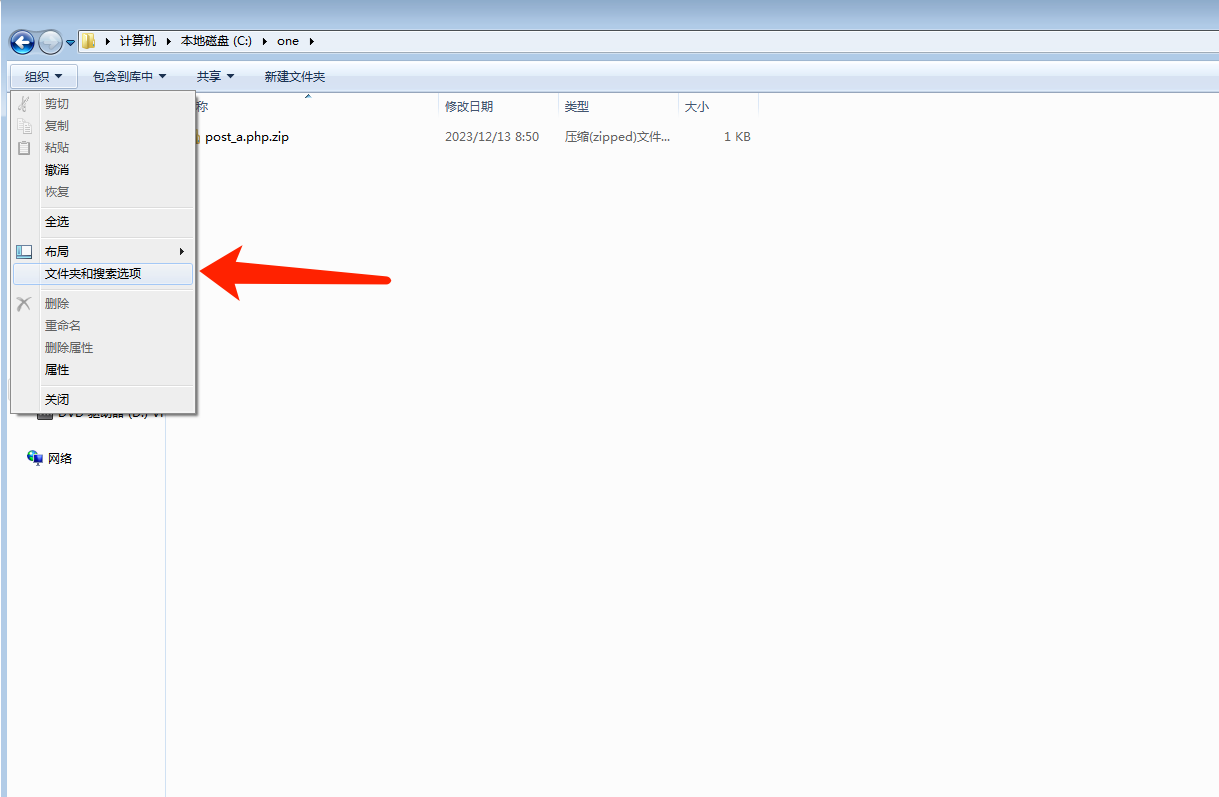 计算机 本地磁盘 (C:) one
组织 包含到库中 共享 新建文件夹
称 修改日期 类型 大小
post_a.php.zip 2023/12/13 8:50 压缩(zipped)文件... 1 KB
剪切
复制
粘贴
撤消
恢复
全选
布局
文件夹和搜索选项
删除
重命名
删除属性
属性
关闭
DVD 驱动器 (D:) VI
网络